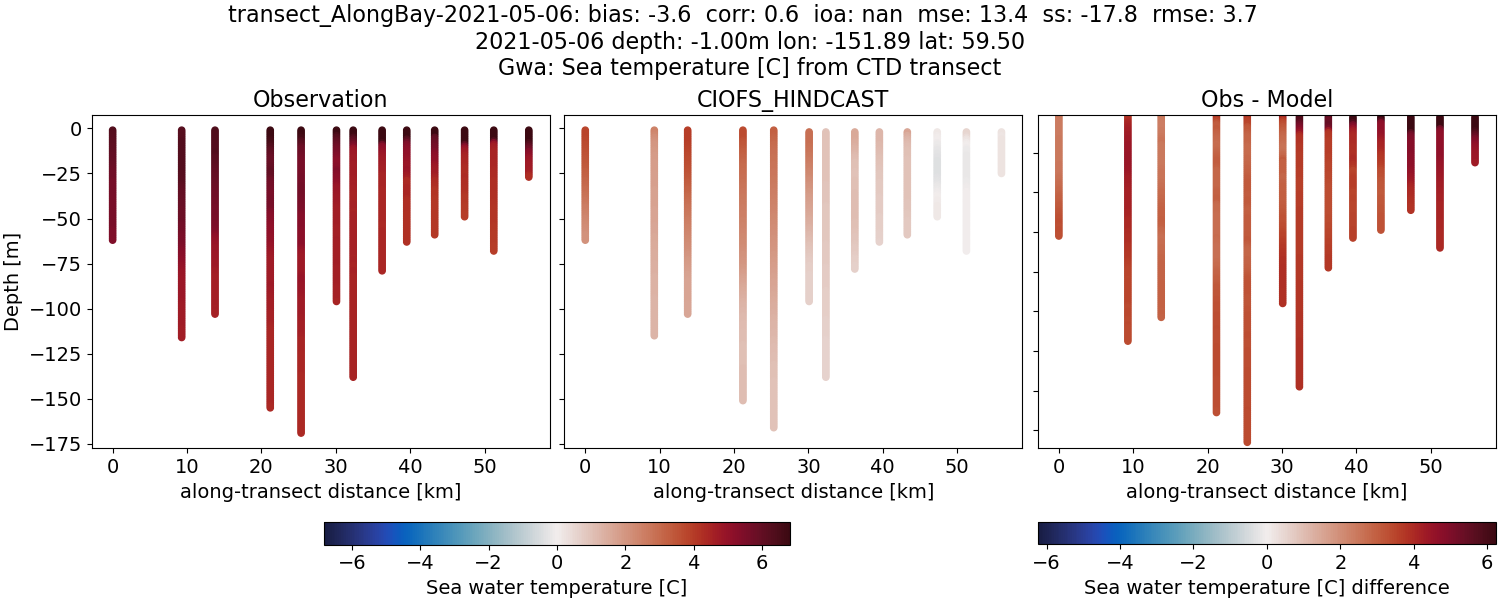 transect_AlongBay-2021-05-06: bias: -3.6 corr: 0.6 ioa: nan mse: 13.4 ss: -17.8 rmse: 3.7
2021-05-06 depth: -1.00m lon: -151.89 lat: 59.50
Gwa: Sea temperature [C] from CTD transect
Observation
CIOFS_HINDCAST
Obs - Model
Depth [m]
0
−25
−50
−75
−100
−125
−150
−175
0 10 20 30 40 50
0 10 20 30 40 50
0 10 20 30 40 50
along-transect distance [km]
along-transect distance [km]
along-transect distance [km]
−6 −4 −2 0 2 4 6
Sea water temperature [C]
−6 −4 −2 0 2 4 6
Sea water temperature [C] difference